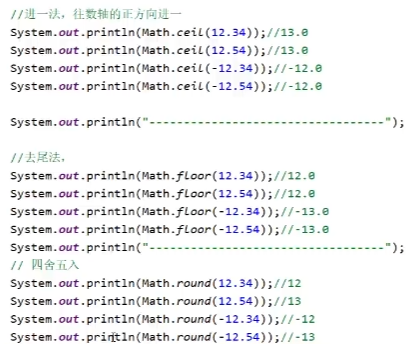 //进一法，往数轴的正方向进一
System.out.println(Math.ceil(12.34));//13.0
System.out.println(Math.ceil(12.54));//13.0
System.out.println(Math.ceil(-12.34));//-12.0
System.out.println(Math.ceil(-12.54));//-12.0
System.out.println("----------------------------------");
//去尾法，
System.out.println(Math.floor(12.34));//12.0
System.out.println(Math.floor(12.54));//12.0
System.out.println(Math.floor(-12.34));//-13.0
System.out.println(Math.floor(-12.54));//-13.0
System.out.println("----------------------------------");
// 四舍五入
System.out.println(Math.round(12.34));//12
System.out.println(Math.round(12.54));//13
System.out.println(Math.round(-12.34));//-12
System.out.println(Math.round(-12.54));//-13